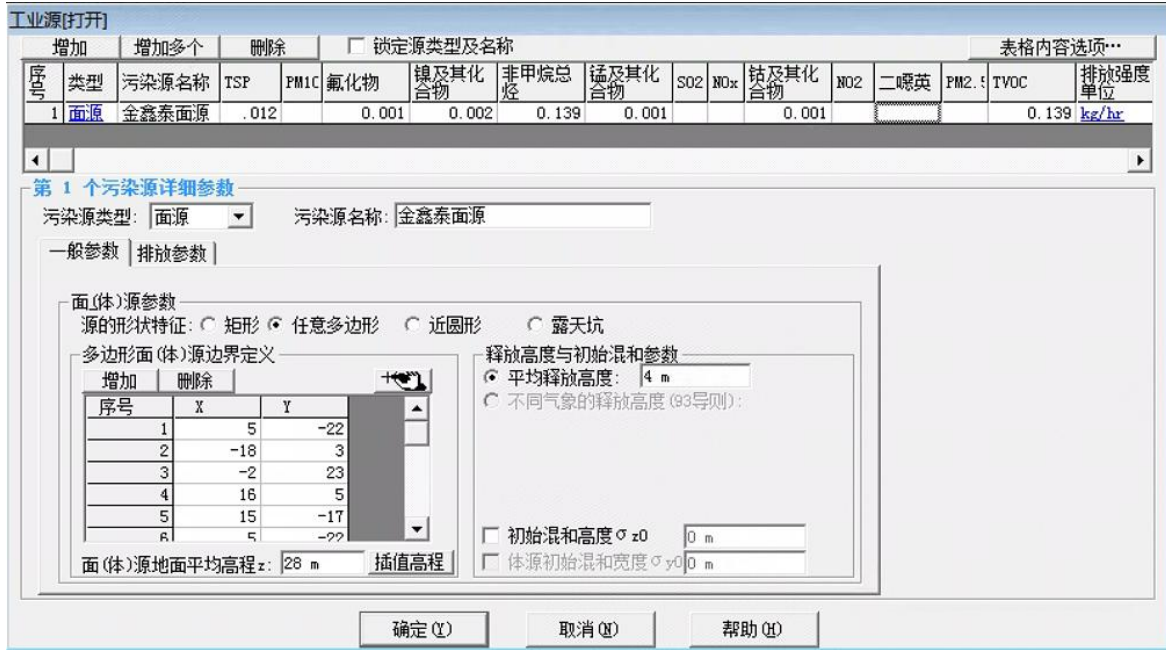 工业源[打开]
增加 增加多个 删除 锁定源类型及名称 表格内容选项…
序号 类型 污染源名称 TSP PM10 氟化物 镍及其化合物 非甲烷总烃 锰及其化合物 SO2 NOx 钴及其化合物 NO2 二噁英 PM2.5 TVOC 排放强度单位
1 面源 金鑫泰面源 .012 0.001 0.002 0.139 0.001 0.001 0.139 kg/hr
第 1 个污染源详细参数
污染源类型: 面源 污染源名称: 金鑫泰面源
一般参数 排放参数
面(体)源参数
源的形状特征: 矩形 任意多边形 近圆形 露天坑
多边形面(体)源边界定义 释放高度与初始混和参数
增加 删除 平均释放高度: 4 m
不同气象的释放高度(93导则):
序号 X Y
1 5 -22
2 -18 3
3 -2 23
4 16 5
5 15 -17
6 5 -22
初始混和高度σz0 0 m
面(体)源地面平均高程z: 28 m 插值高程 体源初始混和宽度σy0 0 m
确定(Y) 取消(N) 帮助(H)